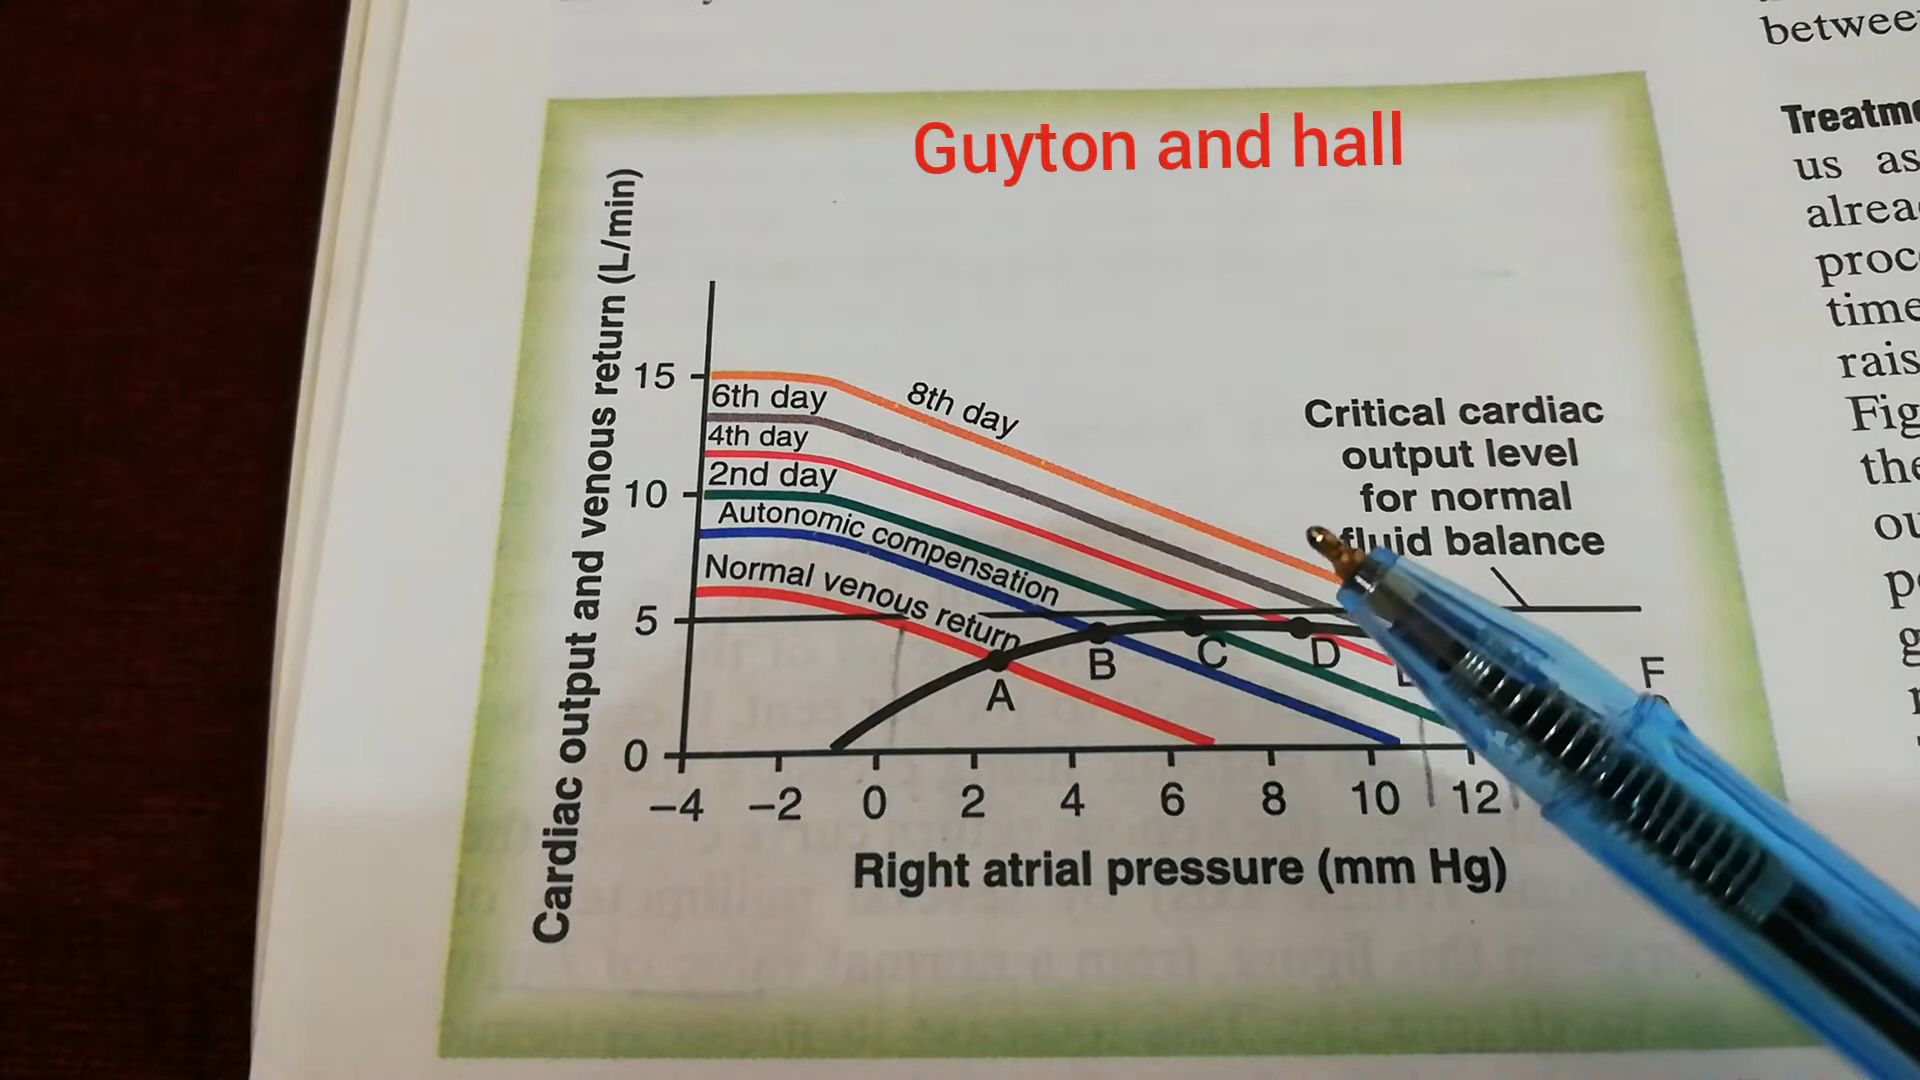 Guyton and hall
Cardiac output and venous return (L/min)
15
10
5
0
8th day
6th day
4th day
2nd day
Autonomic compensation
Normal venous return
Critical cardiac
output level
for normal
fluid balance
A
B
C
D
F
−4 −2 0 2 4 6 8 10 12
Right atrial pressure (mm Hg)
Treatm
us as
alrea
proc
time
rais
Fig
the